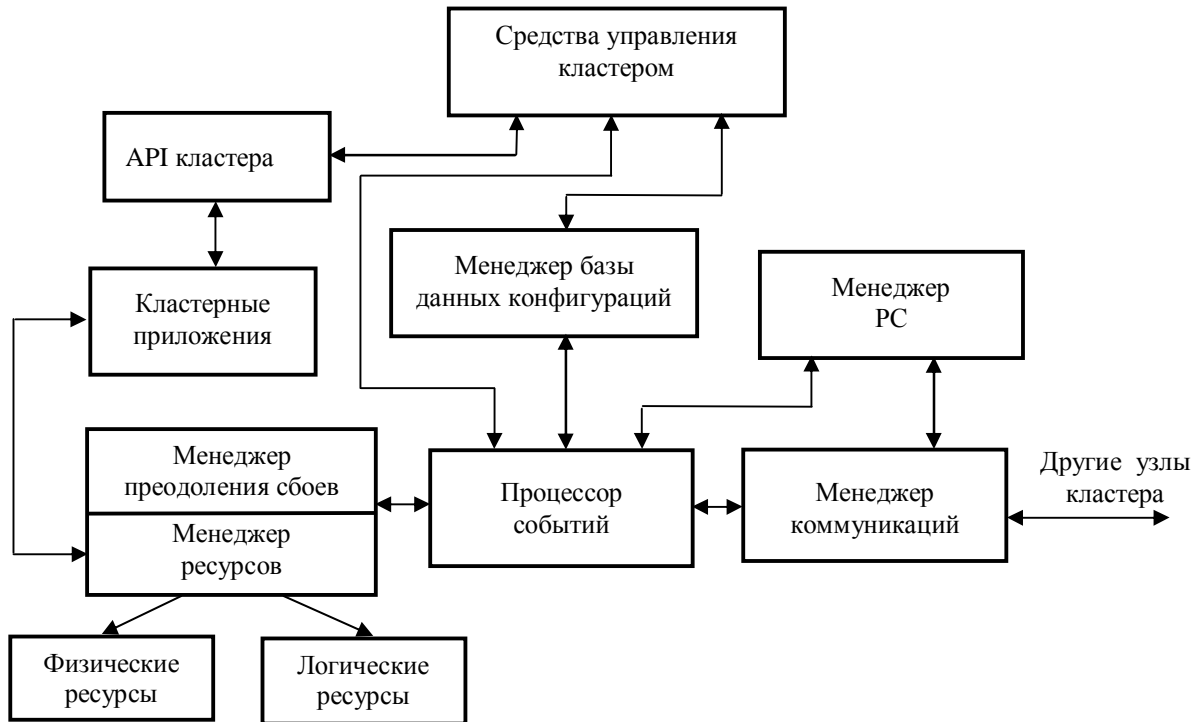 Средства управления
кластером
API кластера
Менеджер базы
данных конфигураций
Менеджер
РС
Кластерные
приложения
Менеджер
преодоления сбоев
Процессор
событий
Менеджер
коммуникаций
Другие узлы
кластера
Менеджер
ресурсов
Физические
ресурсы
Логические
ресурсы